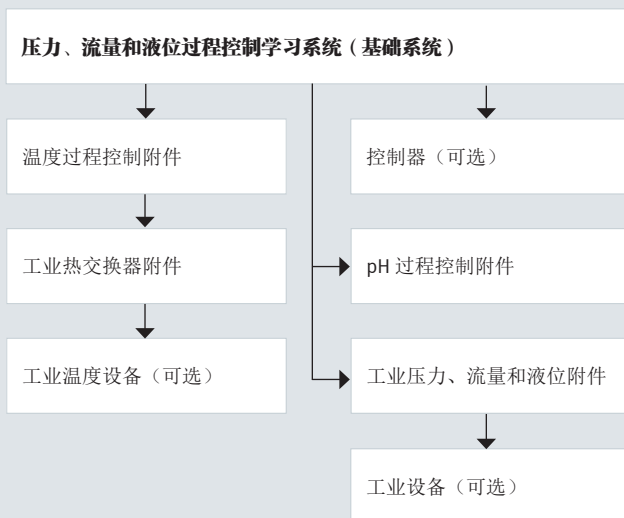 压力、流量和液位过程控制学习系统（基础系统）
温度过程控制附件
控制器（可选）
工业热交换器附件
pH 过程控制附件
工业温度设备（可选）
工业压力、流量和液位附件
工业设备（可选）